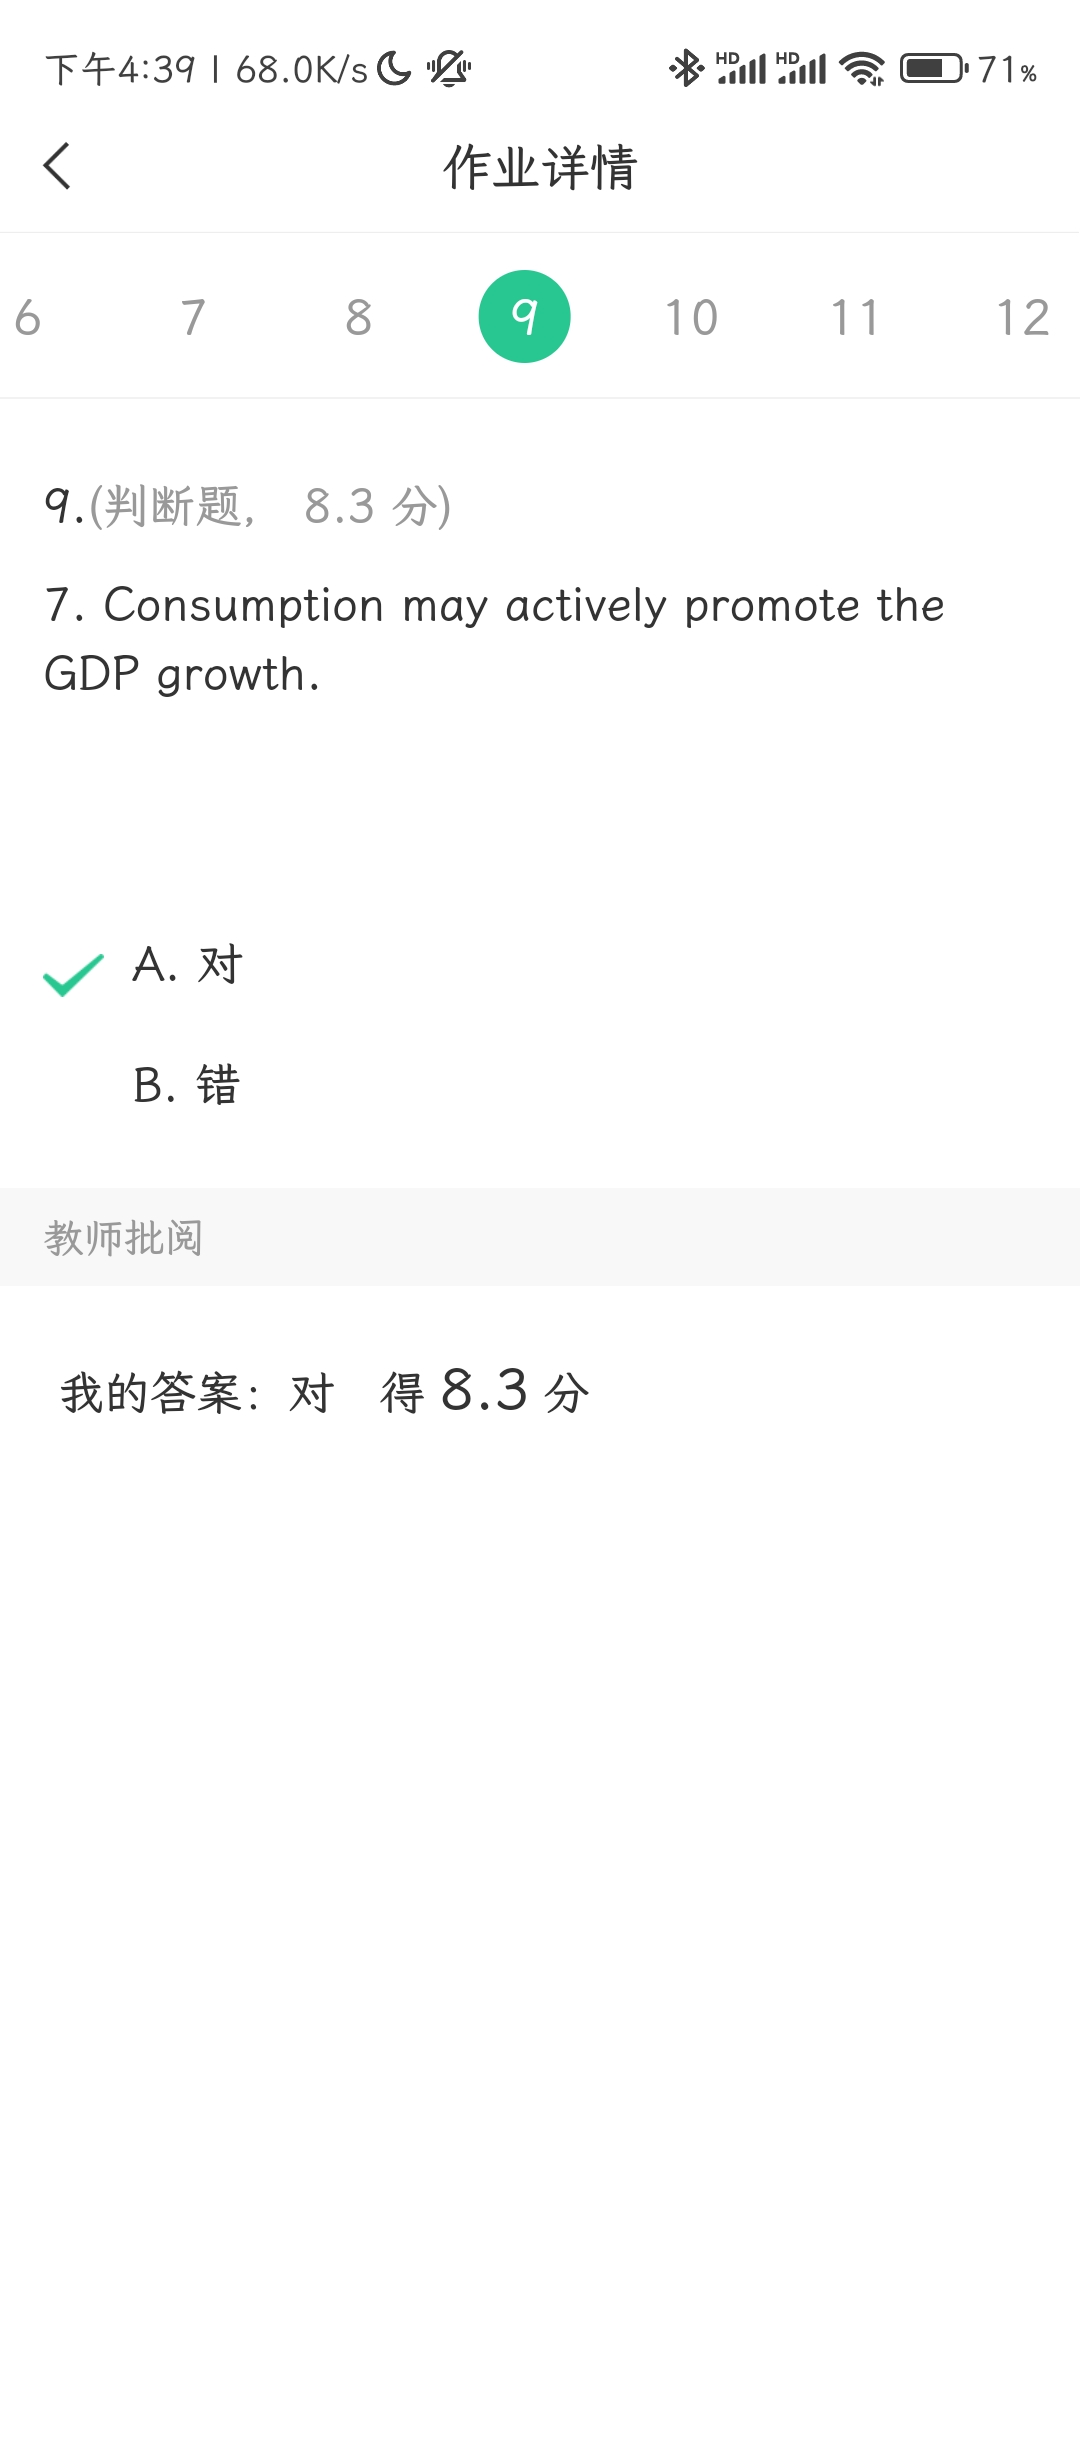 下午4:39 | 68.0K/s HD HD 71%
作业详情
6 7 8 9 10 11 12
9.(判断题, 8.3 分)
7. Consumption may actively promote the
GDP growth.
A. 对
B. 错
教师批阅
我的答案: 对 得 8.3 分